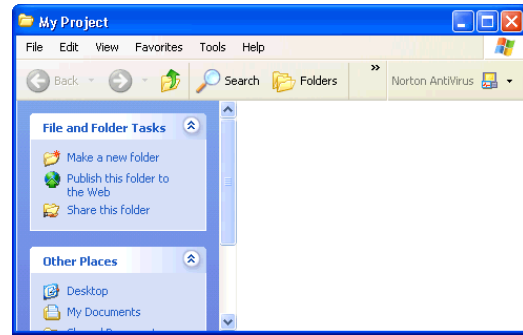 My Project
File Edit View Favorites Tools Help
Back Search Folders » Norton AntiVirus
File and Folder Tasks
Make a new folder
Publish this folder to
the Web
Share this folder
Other Places
Desktop
My Documents